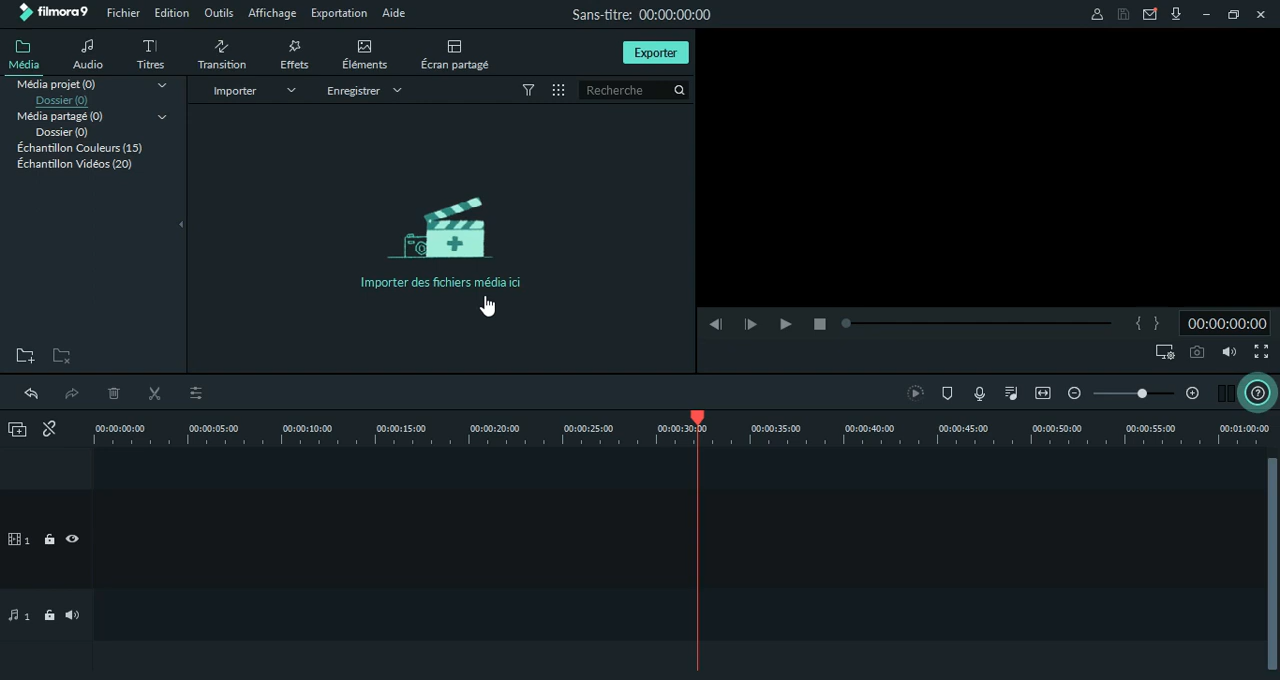 filmora9 Fichier Edition Outils Affichage Exportation Aide Sans-titre: 00:00:00:00
Média Audio Titres Transition Effets Éléments Écran partagé Exporter
Média projet (0)
Dossier (0)
Média partagé (0)
Dossier (0)
Échantillon Couleurs (15)
Échantillon Vidéos (20)
Importer Enregistrer Recherche
Importer des fichiers média ici
00:00:00:00
00:00:00:00 00:00:05:00 00:00:10:00 00:00:15:00 00:00:20:00 00:00:25:00 00:00:30:00 00:00:35:00 00:00:40:00 00:00:45:00 00:00:50:00 00:00:55:00 00:01:00:00
1
1